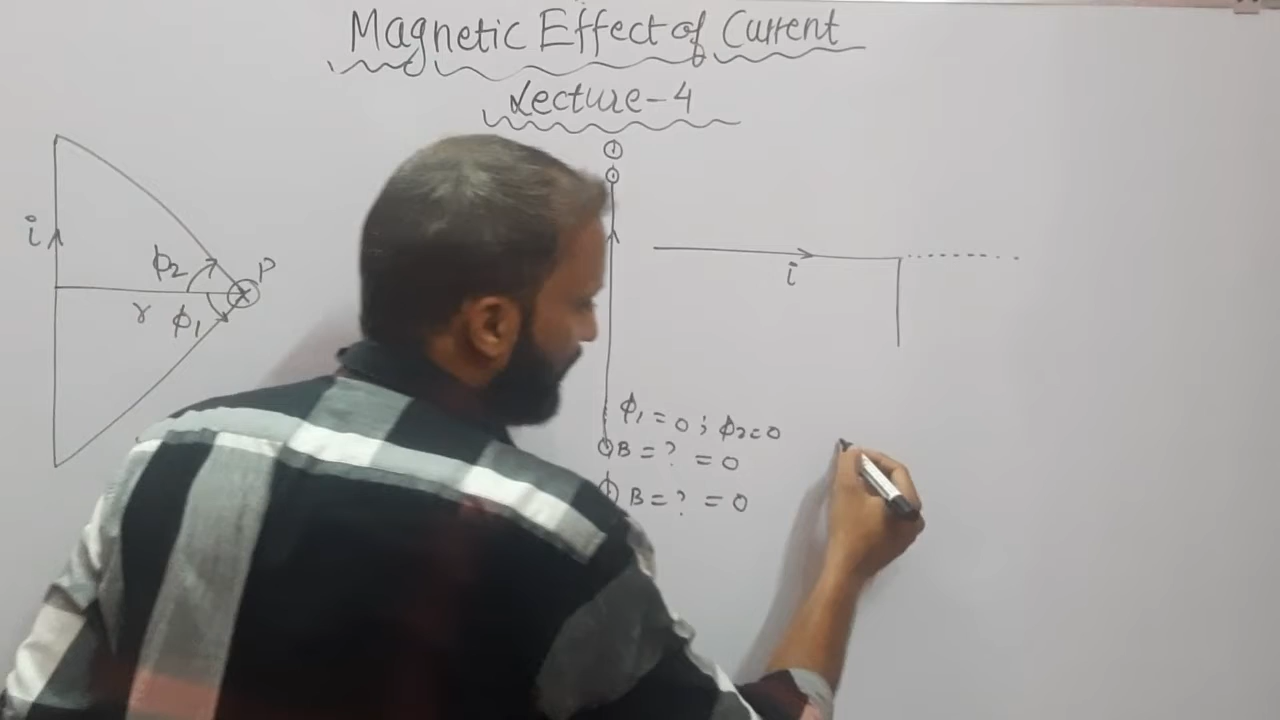 Magnetic Effect of Current
Lecture-4
i
ϕ2
P
r
ϕ1
i
ϕ1 = 0 ; ϕ2=0
B = ? = 0
B = ? = 0